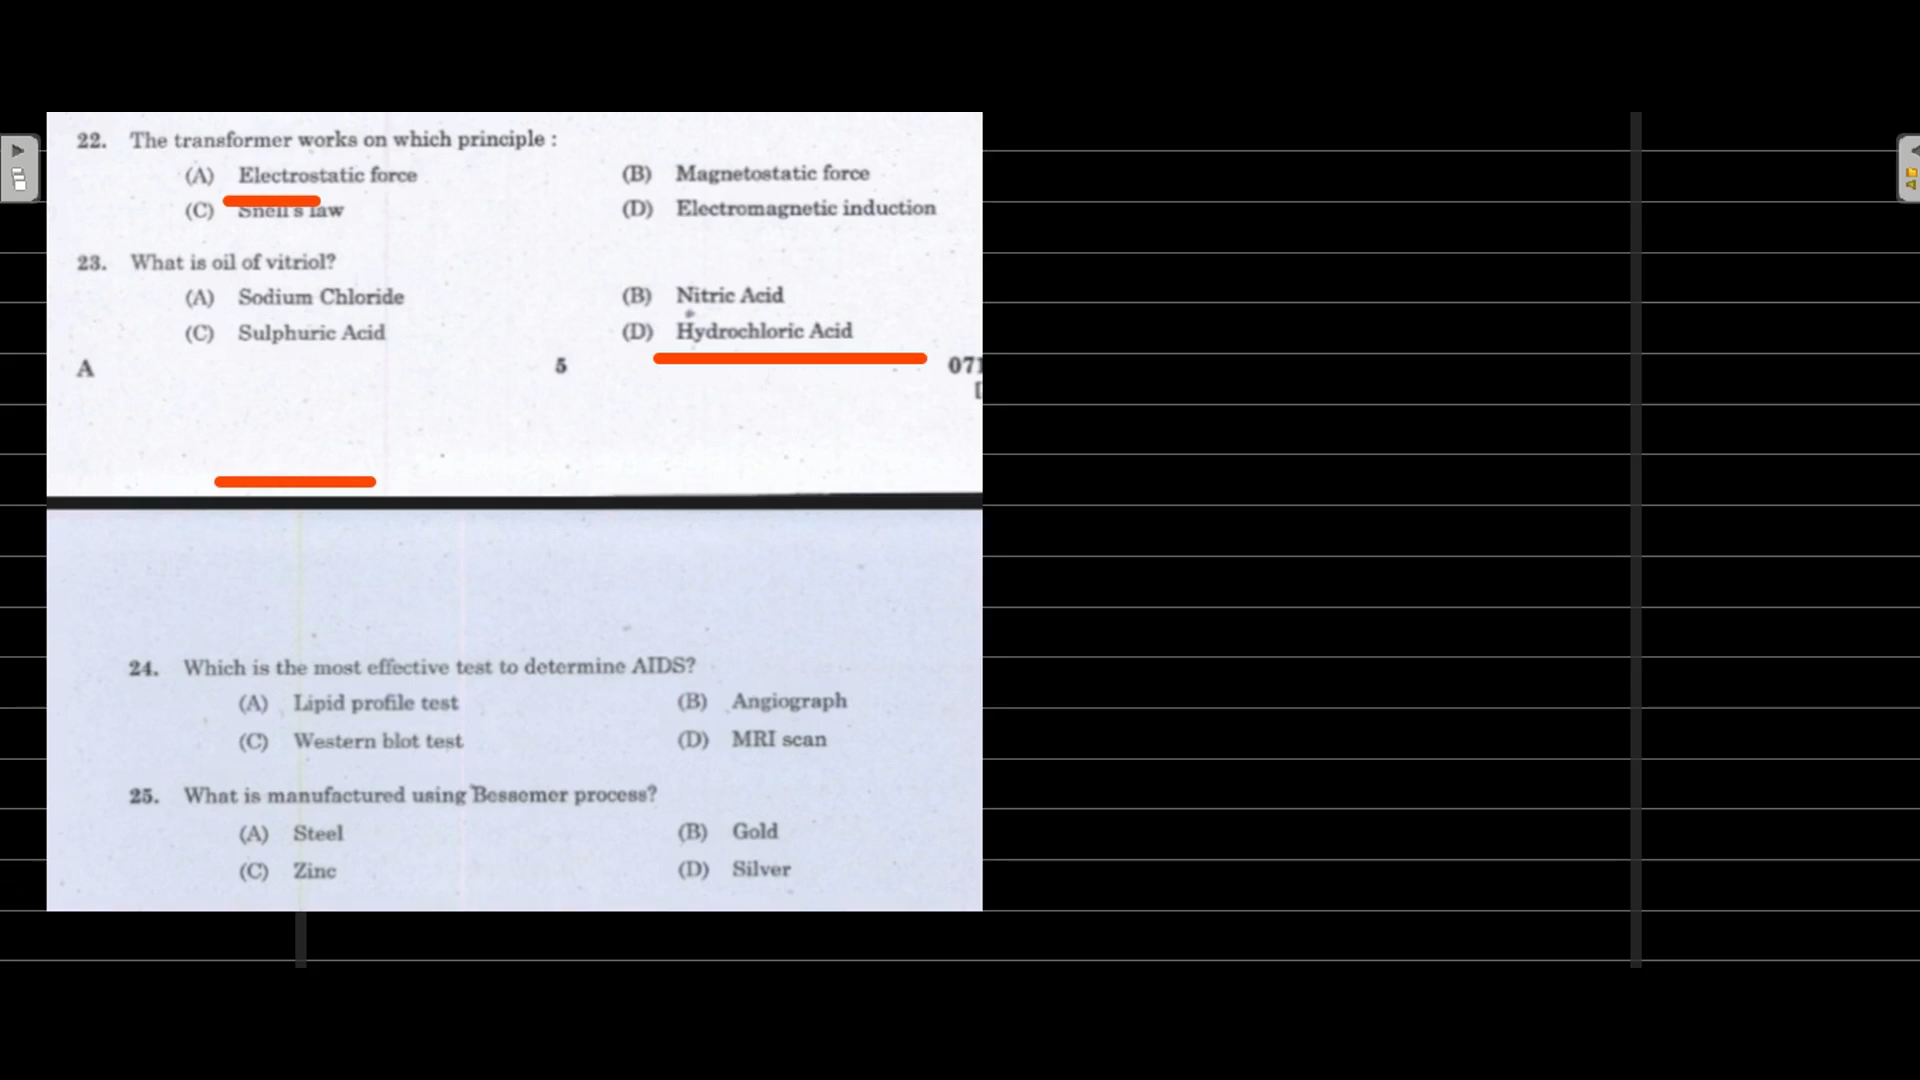 22. The transformer works on which principle :
(A) Electrostatic force (B) Magnetostatic force
(C) Snell's law (D) Electromagnetic induction
23. What is oil of vitriol?
(A) Sodium Chloride (B) Nitric Acid
(C) Sulphuric Acid (D) Hydrochloric Acid
A 5 071
[
24. Which is the most effective test to determine AIDS?
(A) Lipid profile test (B) Angiograph
(C) Western blot test (D) MRI scan
25. What is manufactured using Bessemer process?
(A) Steel (B) Gold
(C) Zinc (D) Silver